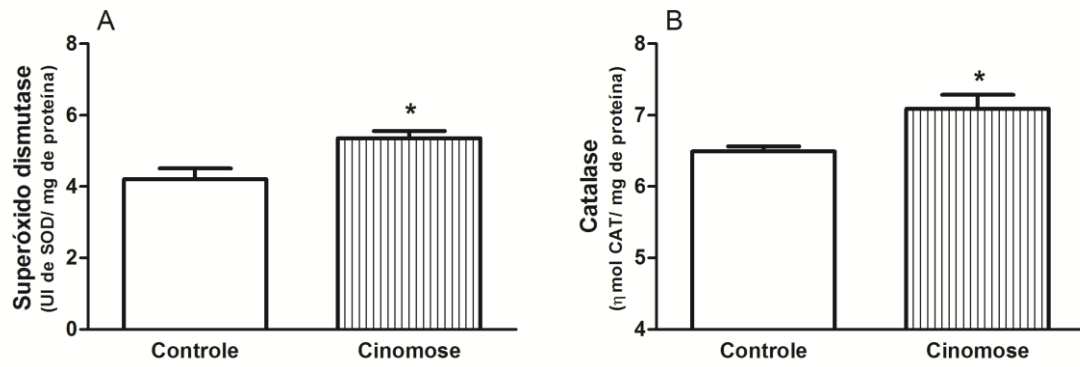 A
Superóxido dismutase
(UI de SOD/ mg de proteína)
8
6
4
2
0
*
Controle
Cinomose
B
Catalase
(ηmol CAT/ mg de proteína)
8
7
6
5
4
*
Controle
Cinomose